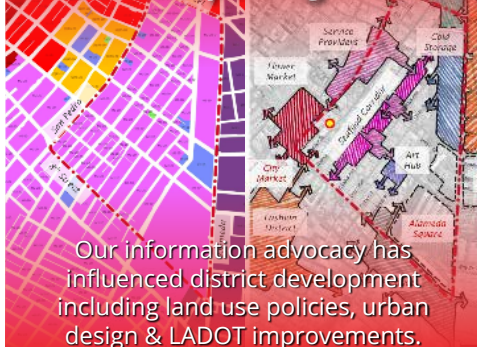 Service
Providers
Cold
Storage
Flower
Market
San Pedro
Seafood Corridor
Art
Hub
City
Market
Fashion
District
Alameda
Square
Our information advocacy has
influenced district development
including land use policies, urban
design & LADOT improvements.